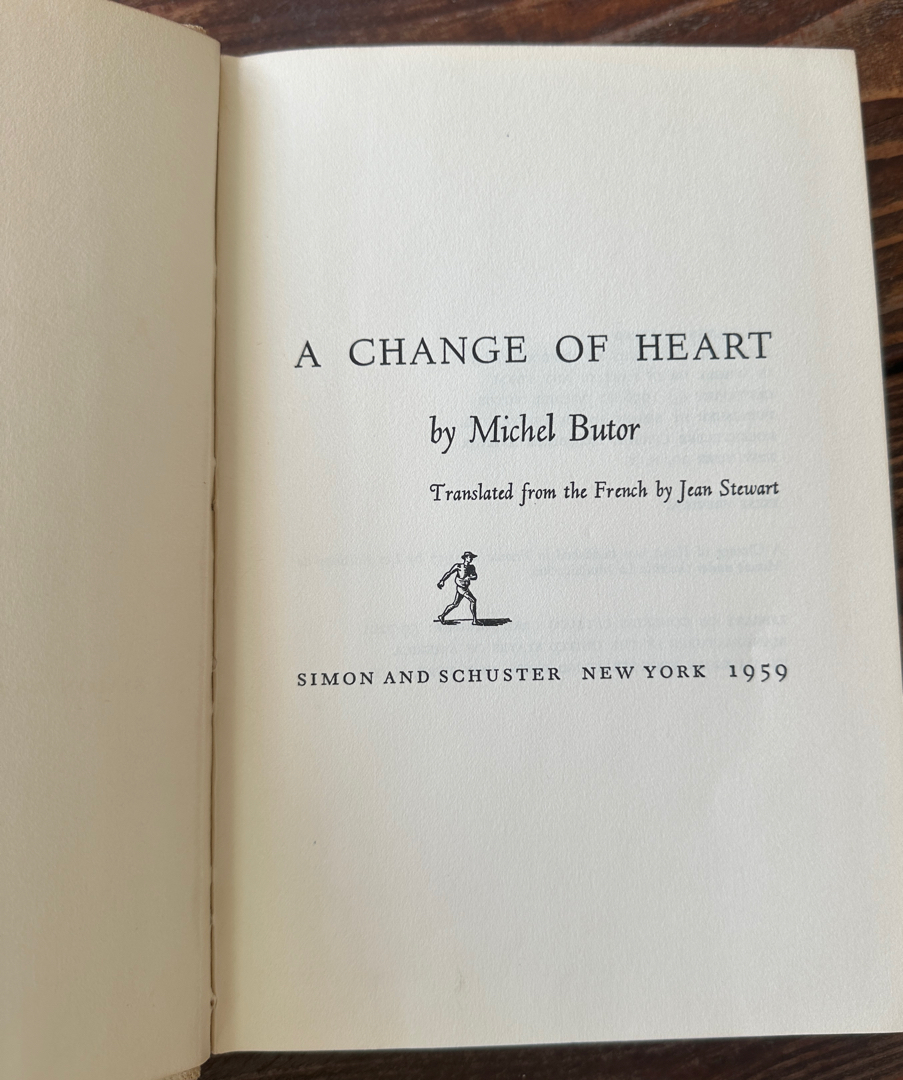 A CHANGE OF HEART
by Michel Butor
Translated from the French by Jean Stewart
SIMON AND SCHUSTER NEW YORK 1959